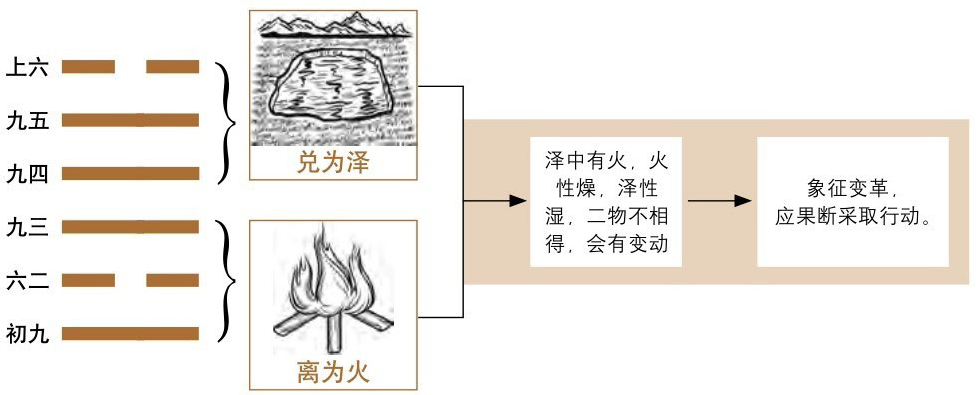 上六
九五
九四
九三
六二
初九
兑为泽
离为火
泽中有火，火
性燥，泽性
湿，二物不相
得，会有变动
象征变革，
应果断采取行动。